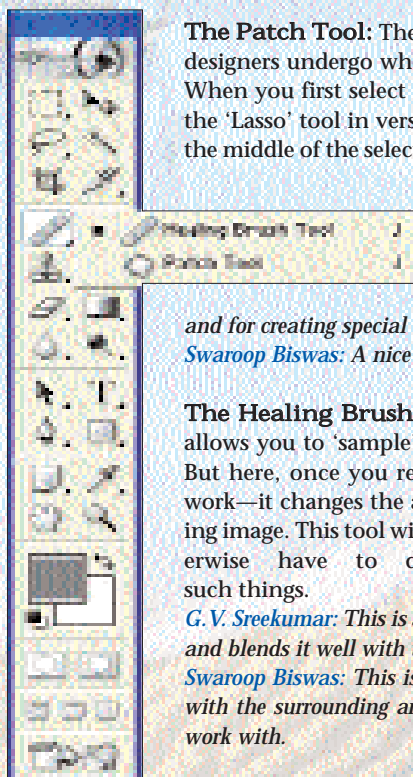 The Patch Tool: The
designers undergo wh
When you first select
the ‘Lasso’ tool in vers
the middle of the selec
Healing Brush Tool J
Patch Tool J
and for creating special
Swaroop Biswas: A nice
The Healing Brush
allows you to ‘sample
But here, once you re
work—it changes the a
ing image. This tool wi
erwise have to d
such things.
G.V. Sreekumar: This is
and blends it well with
Swaroop Biswas: This is
with the surrounding ar
work with.